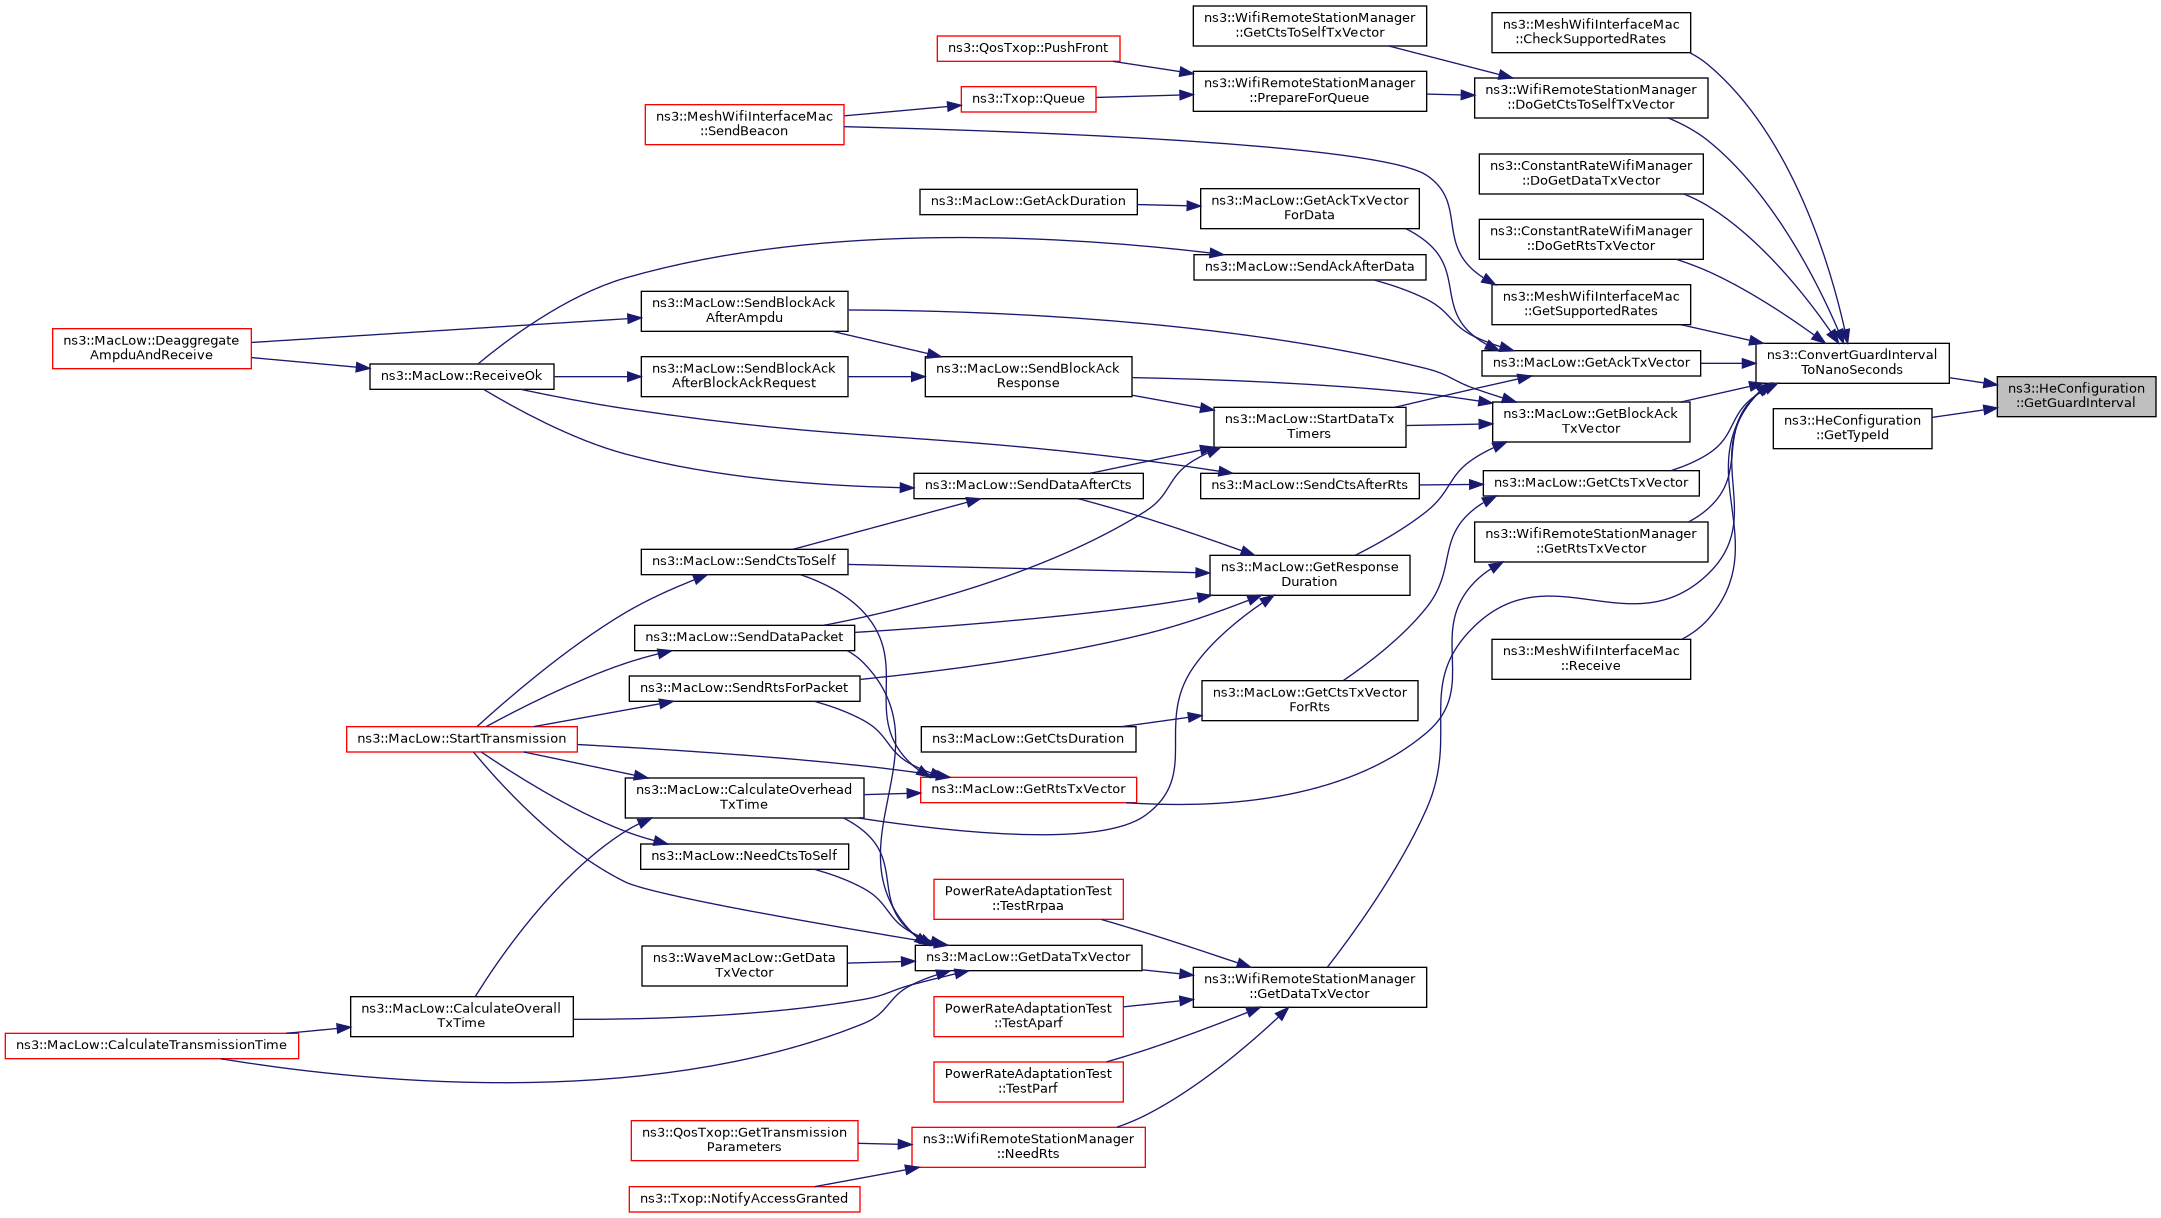 ns3::WifiRemoteStationManager
::GetCtsToSelfTxVector
ns3::MeshWifiInterfaceMac
::CheckSupportedRates
ns3::QosTxop::PushFront
ns3::WifiRemoteStationManager
::PrepareForQueue
ns3::WifiRemoteStationManager
::DoGetCtsToSelfTxVector
ns3::Txop::Queue
ns3::MeshWifiInterfaceMac
::SendBeacon
ns3::ConstantRateWifiManager
::DoGetDataTxVector
ns3::MacLow::GetAckDuration
ns3::MacLow::GetAckTxVector
ForData
ns3::ConstantRateWifiManager
::DoGetRtsTxVector
ns3::MacLow::SendAckAfterData
ns3::MeshWifiInterfaceMac
::GetSupportedRates
ns3::MacLow::SendBlockAck
AfterAmpdu
ns3::MacLow::Deaggregate
AmpduAndReceive
ns3::MacLow::ReceiveOk
ns3::MacLow::SendBlockAck
AfterBlockAckRequest
ns3::MacLow::SendBlockAck
Response
ns3::MacLow::GetAckTxVector
ns3::ConvertGuardInterval
ToNanoSeconds
ns3::HeConfiguration
::GetGuardInterval
ns3::MacLow::StartDataTx
Timers
ns3::MacLow::GetBlockAck
TxVector
ns3::HeConfiguration
::GetTypeId
ns3::MacLow::SendDataAfterCts
ns3::MacLow::SendCtsAfterRts
ns3::MacLow::GetCtsTxVector
ns3::WifiRemoteStationManager
::GetRtsTxVector
ns3::MacLow::SendCtsToSelf
ns3::MacLow::GetResponse
Duration
ns3::MacLow::SendDataPacket
ns3::MeshWifiInterfaceMac
::Receive
ns3::MacLow::SendRtsForPacket
ns3::MacLow::GetCtsTxVector
ForRts
ns3::MacLow::StartTransmission
ns3::MacLow::GetCtsDuration
ns3::MacLow::CalculateOverhead
TxTime
ns3::MacLow::GetRtsTxVector
ns3::MacLow::NeedCtsToSelf
PowerRateAdaptationTest
::TestRrpaa
ns3::WaveMacLow::GetData
TxVector
ns3::MacLow::GetDataTxVector
ns3::WifiRemoteStationManager
::GetDataTxVector
ns3::MacLow::CalculateOverall
TxTime
PowerRateAdaptationTest
::TestAparf
ns3::MacLow::CalculateTransmissionTime
PowerRateAdaptationTest
::TestParf
ns3::QosTxop::GetTransmission
Parameters
ns3::WifiRemoteStationManager
::NeedRts
ns3::Txop::NotifyAccessGranted